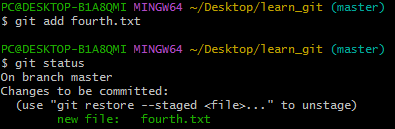 PC@DESKTOP-B1A8QMI MINGW64 ~/Desktop/learn_git (master)
$ git add fourth.txt
PC@DESKTOP-B1A8QMI MINGW64 ~/Desktop/learn_git (master)
$ git status
On branch master
Changes to be committed:
  (use "git restore --staged <file>..." to unstage)
        new file:   fourth.txt